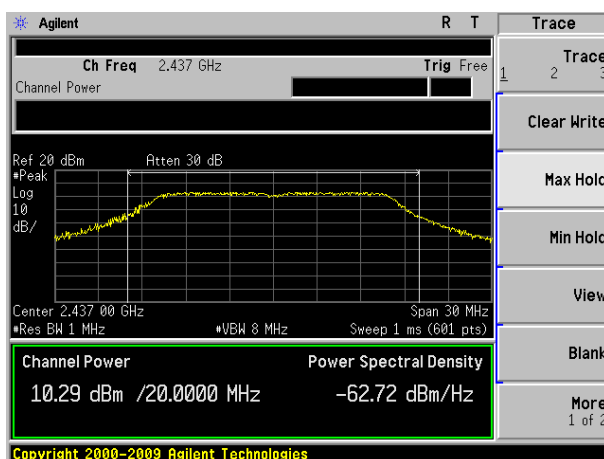 Agilent R T Trace
Ch Freq 2.437 GHz Trig Free
Channel Power
Trace
1 2 3
Clear Write
Max Hold
Min Hold
View
Blank
More
1 of 2
Ref 20 dBm Atten 30 dB
#Peak
Log
10
dB/
Center 2.437 00 GHz Span 30 MHz
#Res BW 1 MHz #VBW 8 MHz Sweep 1 ms (601 pts)
Channel Power Power Spectral Density
10.29 dBm /20.0000 MHz -62.72 dBm/Hz
Copyright 2000-2009 Agilent Technologies